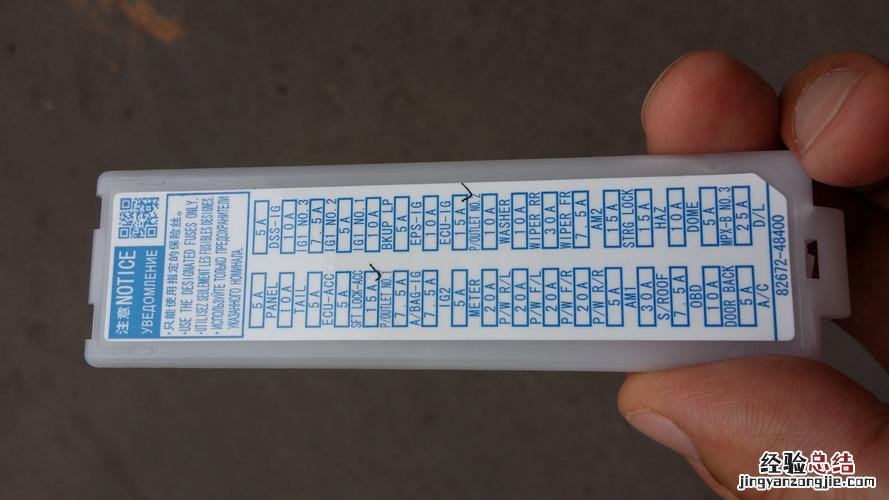 注意 NOTICE
УВЕДОМЛЕНИЕ
・只能使用指定的保险丝。
・USE THE DESIGNATED FUSES ONLY.
・UTILISEZ SEULEMENT LES FUSIBLES DESIGNES.
・ИСПОЛЬЗУЙТЕ ТОЛЬКО ПРЕДОХРАНИТЕЛИ
УКАЗАННОГО НОМИНАЛА.
5A 5A
PANEL DSS-IG
10A 10A
TAIL IG1 NO.3
5A 7.5A
ECU-ACC IG1 NO.2
5A 5A
SFT LOCK-ACC IG1 NO.1
15A 10A
P/OUTLET NO. BKUP LP
7.5A 5A
A/BAG-IG EPS-IG
7.5A 10A
IG2 ECU-IG
5A 15A
METER P/OUTLET NO.2
20A 10A
P/W R/L WASHER
20A 10A
P/W F/L WIPER RR
20A 30A
P/W F/R WIPER FR
20A 7.5A
P/W R/R AM2
5A 15A
AM1 STRG LOCK
30A 15A
S/ROOF HAZ
7.5A 10A
OBD DOME
10A 5A
DOOR BACK MPX-B NO.3
5A 25A
A/C D/L
82672-48400
经验总结
jingyanzongjie.com